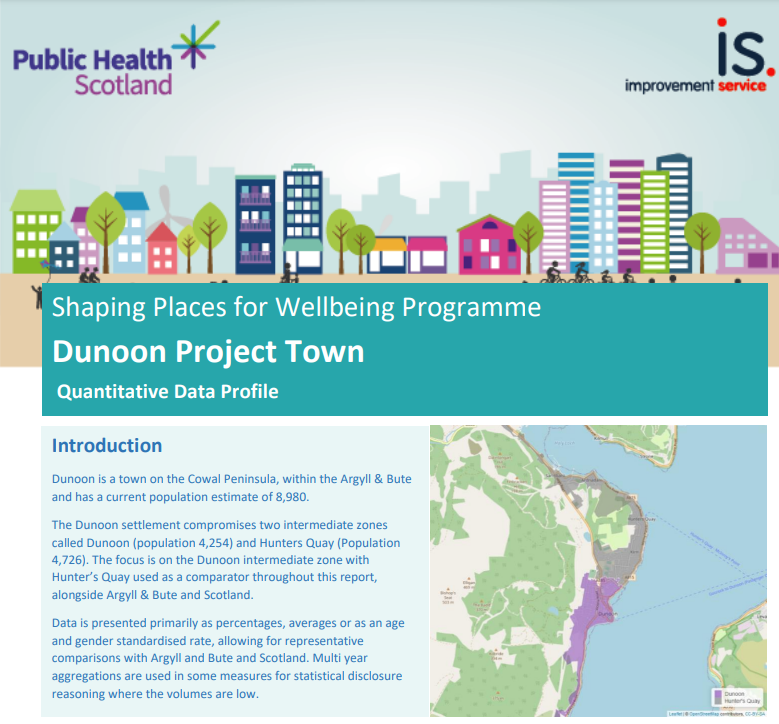 Public Health
Scotland
is.
improvement service
Shaping Places for Wellbeing Programme
Dunoon Project Town
Quantitative Data Profile
Introduction
Dunoon is a town on the Cowal Peninsula, within the Argyll & Bute
and has a current population estimate of 8,980.
The Dunoon settlement compromises two intermediate zones
called Dunoon (population 4,254) and Hunters Quay (Population
4,726). The focus is on the Dunoon intermediate zone with
Hunter's Quay used as a comparator throughout this report,
alongside Argyll & Bute and Scotland.
Data is presented primarily as percentages, averages or as an age
and gender standardised rate, allowing for representative
comparisons with Argyll and Bute and Scotland. Multi year
aggregations are used in some measures for statistical disclosure
reasoning where the volumes are low.
Hunter's Quay
Dunoon
Dunoon
Hunter's Quay
Leaflet | © OpenStreetMap contributors, CC-BY-SA